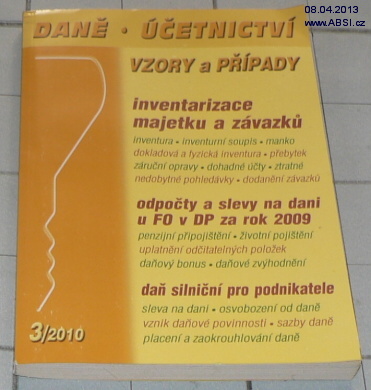 08.04.2013
www.ABSI.cz
DANĚ • ÚČETNICTVÍ
VZORY a PŘÍPADY
inventarizace
majetku a závazků
inventura • inventurní soupis • manko
dokladová a fyzická inventura • přebytek
záruční opravy • dohadné účty • ztratné
nedobytné pohledávky • dodanění závazků
odpočty a slevy na dani
u FO v DP za rok 2009
penzijní připojištění • životní pojištění
uplatnění odčitatelných položek
daňový bonus • daňové zvýhodnění
daň silniční pro podnikatele
sleva na dani • osvobození od daně
vznik daňové povinnosti • sazby daně
placení a zaokrouhlování daně
3/2010